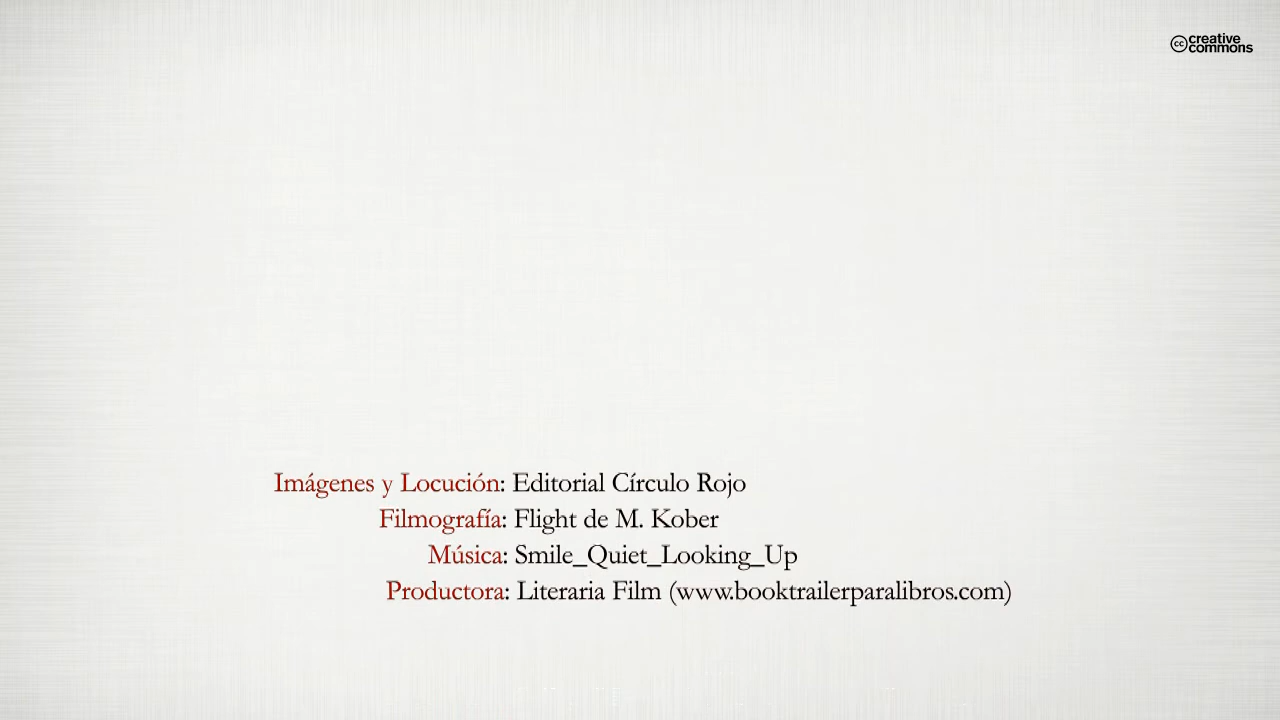 creative
commons
Imágenes y Locución: Editorial Círculo Rojo
Filmografía: Flight de M. Kober
Música: Smile_Quiet_Looking_Up
Productora: Literaria Film (www.booktrailerparalibros.com)